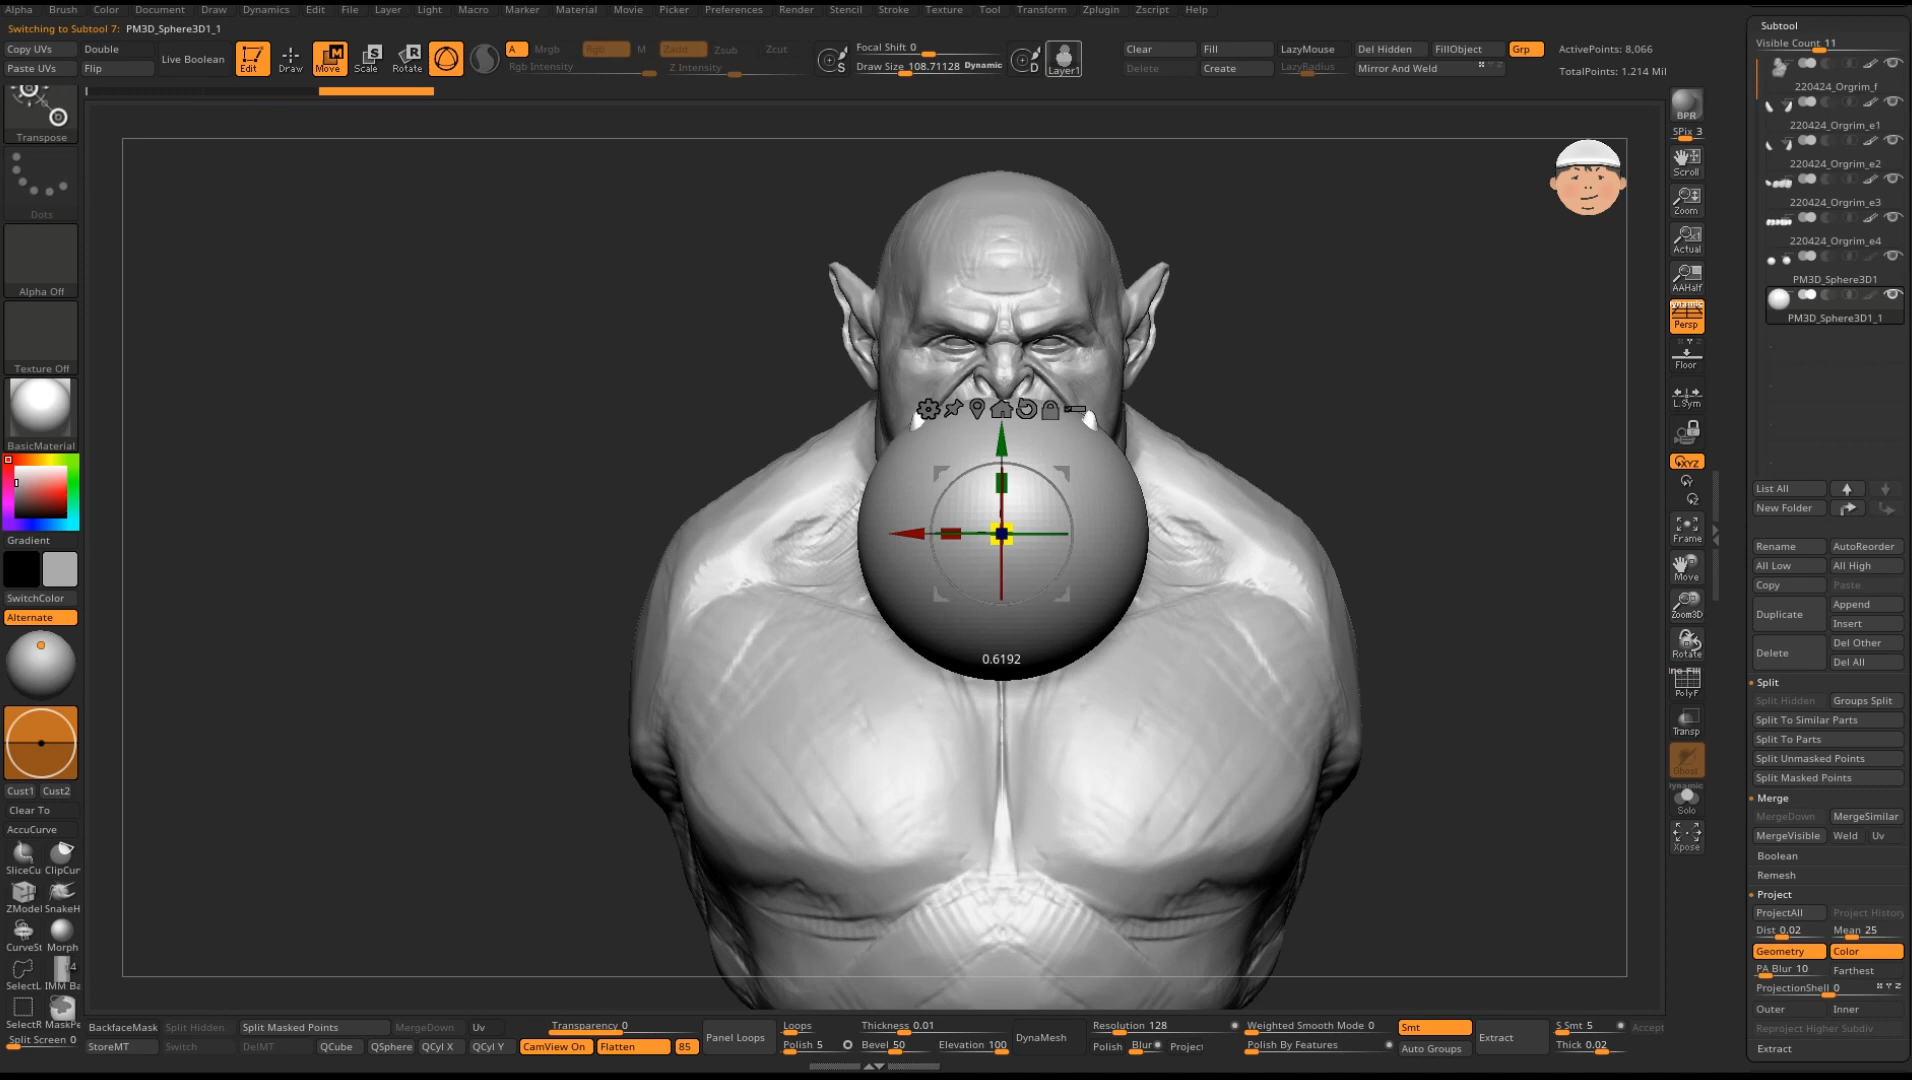 Alpha Brush Color Document Draw Dynamics Edit File Layer Light Macro Marker Material Movie Picker Preferences Render Stencil Stroke Texture Tool Transform Zplugin Zscript Help
Switching to Subtool 7: PM3D_Sphere3D1_1
Copy UVs Double
Paste UVs Flip
Live Boolean
Edit Draw Move Scale Rotate
A Mrgb Rgb M Zadd Zsub Zcut
Rgb Intensity Z Intensity
S
Focal Shift 0
Draw Size 108.71128 Dynamic
D
Layer1
Clear Fill LazyMouse Del Hidden FillObject Grp
Delete Create LazyRadius Mirror And Weld
ActivePoints: 8,066
TotalPoints: 1.214 Mil
Transpose
Dots
Alpha Off
Texture Off
BasicMaterial
Gradient
SwitchColor
Alternate
Cust1 Cust2
Clear To
AccuCurve
SliceCu ClipCur
ZModel SnakeH
CurveSt Morph
14
SelectL IMM Ba
SelectR MaskPe
Split Screen 0
0.6192
BPR
SPix 3
Scroll
Zoom
Actual
AAHalf
Dynamic
Persp
Floor
L.Sym
XYZ
Y
Z
Frame
Move
Zoom3D
Rotate
PolyF
Transp
Ghost
Dynamic
Solo
Xpose
Subtool
Visible Count 11
220424_Orgrim_f
220424_Orgrim_e1
220424_Orgrim_e2
220424_Orgrim_e3
220424_Orgrim_e4
PM3D_Sphere3D1
PM3D_Sphere3D1_1
List All
New Folder
Rename AutoReorder
All Low All High
Copy Paste
Duplicate Append
Insert
Delete Del Other
Del All
Split
Split Hidden Groups Split
Split To Similar Parts
Split To Parts
Split Unmasked Points
Split Masked Points
Merge
MergeDown MergeSimilar
MergeVisible Weld Uv
Boolean
Remesh
Project
ProjectAll Project History
Dist 0.02 Mean 25
Geometry Color
PA Blur 10 Farthest
ProjectionShell 0
Outer Inner
Reproject Higher Subdiv
Extract
BackfaceMask Split Hidden Split Masked Points MergeDown Uv Transparency 0
StoreMT Switch DelMT QCube QSphere QCyl X QCyl Y CamView On Flatten 85
Panel Loops
Loops Thickness 0.01
Polish 5 Bevel 50 Elevation 100
DynaMesh
Resolution 128
Polish Blur Project
Weighted Smooth Mode 0
Polish By Features
Smt
Auto Groups
Extract
S Smt 5 Accept
Thick 0.02